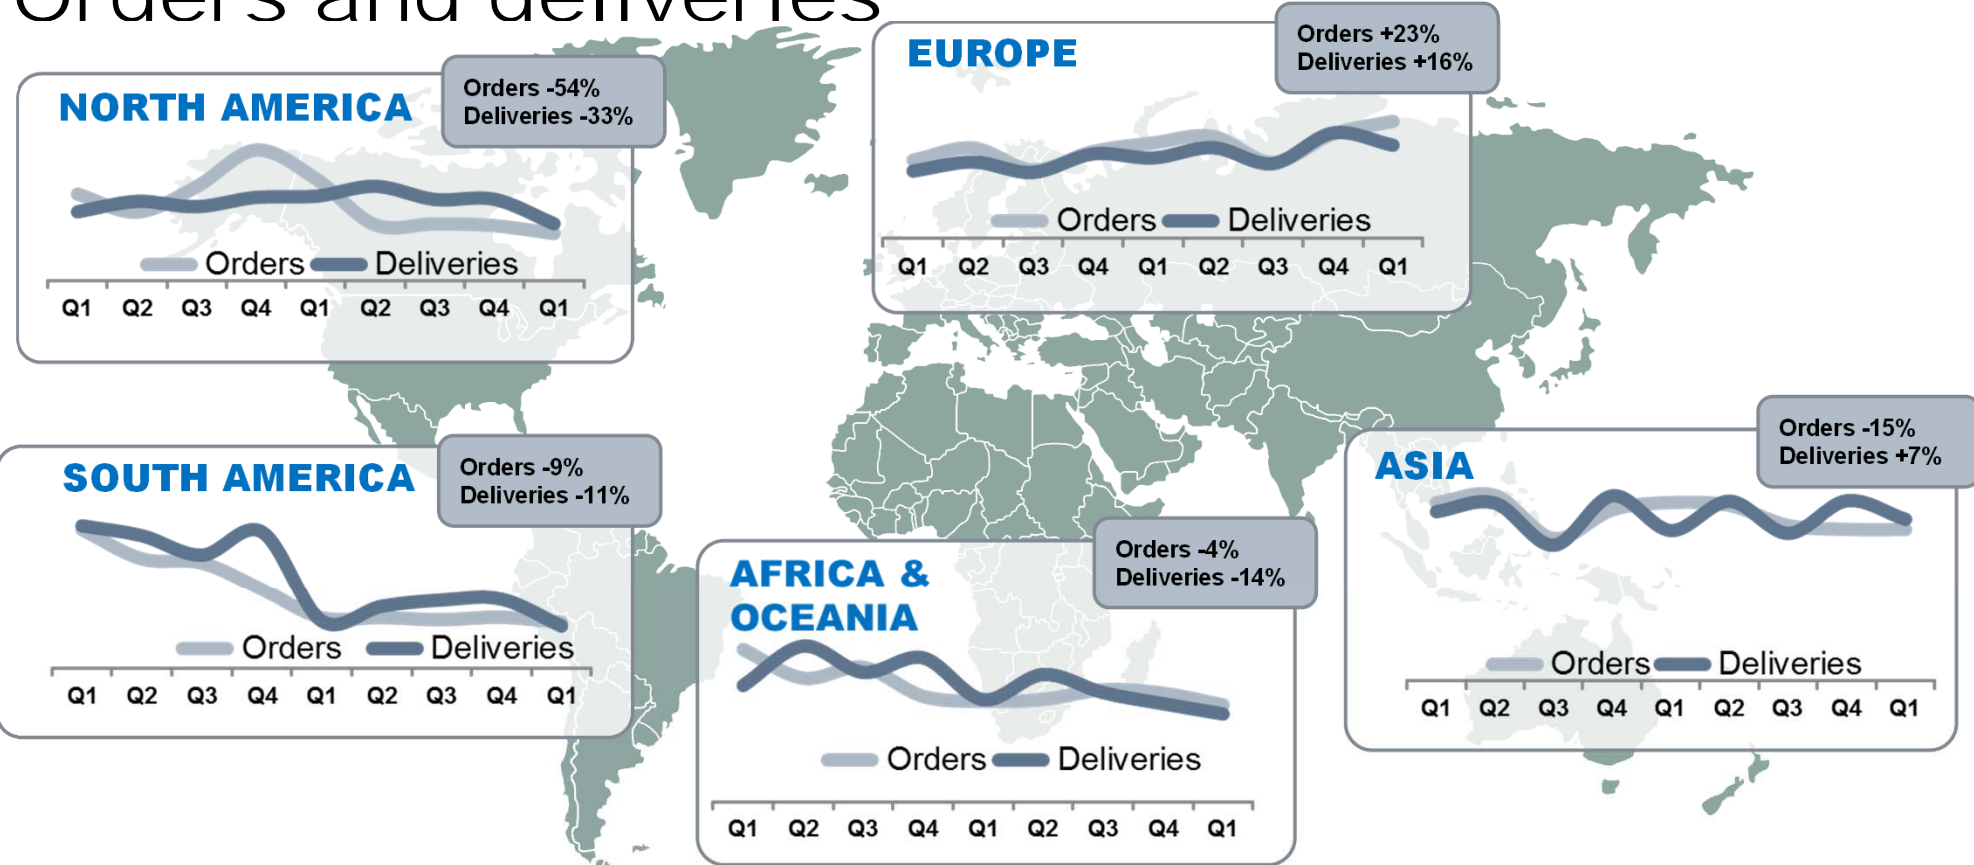 Orders and deliveries
NORTH AMERICA
Orders -54%
Deliveries -33%
Orders Deliveries
Q1 Q2 Q3 Q4 Q1 Q2 Q3 Q4 Q1
EUROPE
Orders +23%
Deliveries +16%
Orders Deliveries
Q1 Q2 Q3 Q4 Q1 Q2 Q3 Q4 Q1
SOUTH AMERICA
Orders -9%
Deliveries -11%
Orders Deliveries
Q1 Q2 Q3 Q4 Q1 Q2 Q3 Q4 Q1
AFRICA &
OCEANIA
Orders -4%
Deliveries -14%
Orders Deliveries
Q1 Q2 Q3 Q4 Q1 Q2 Q3 Q4 Q1
ASIA
Orders -15%
Deliveries +7%
Orders Deliveries
Q1 Q2 Q3 Q4 Q1 Q2 Q3 Q4 Q1